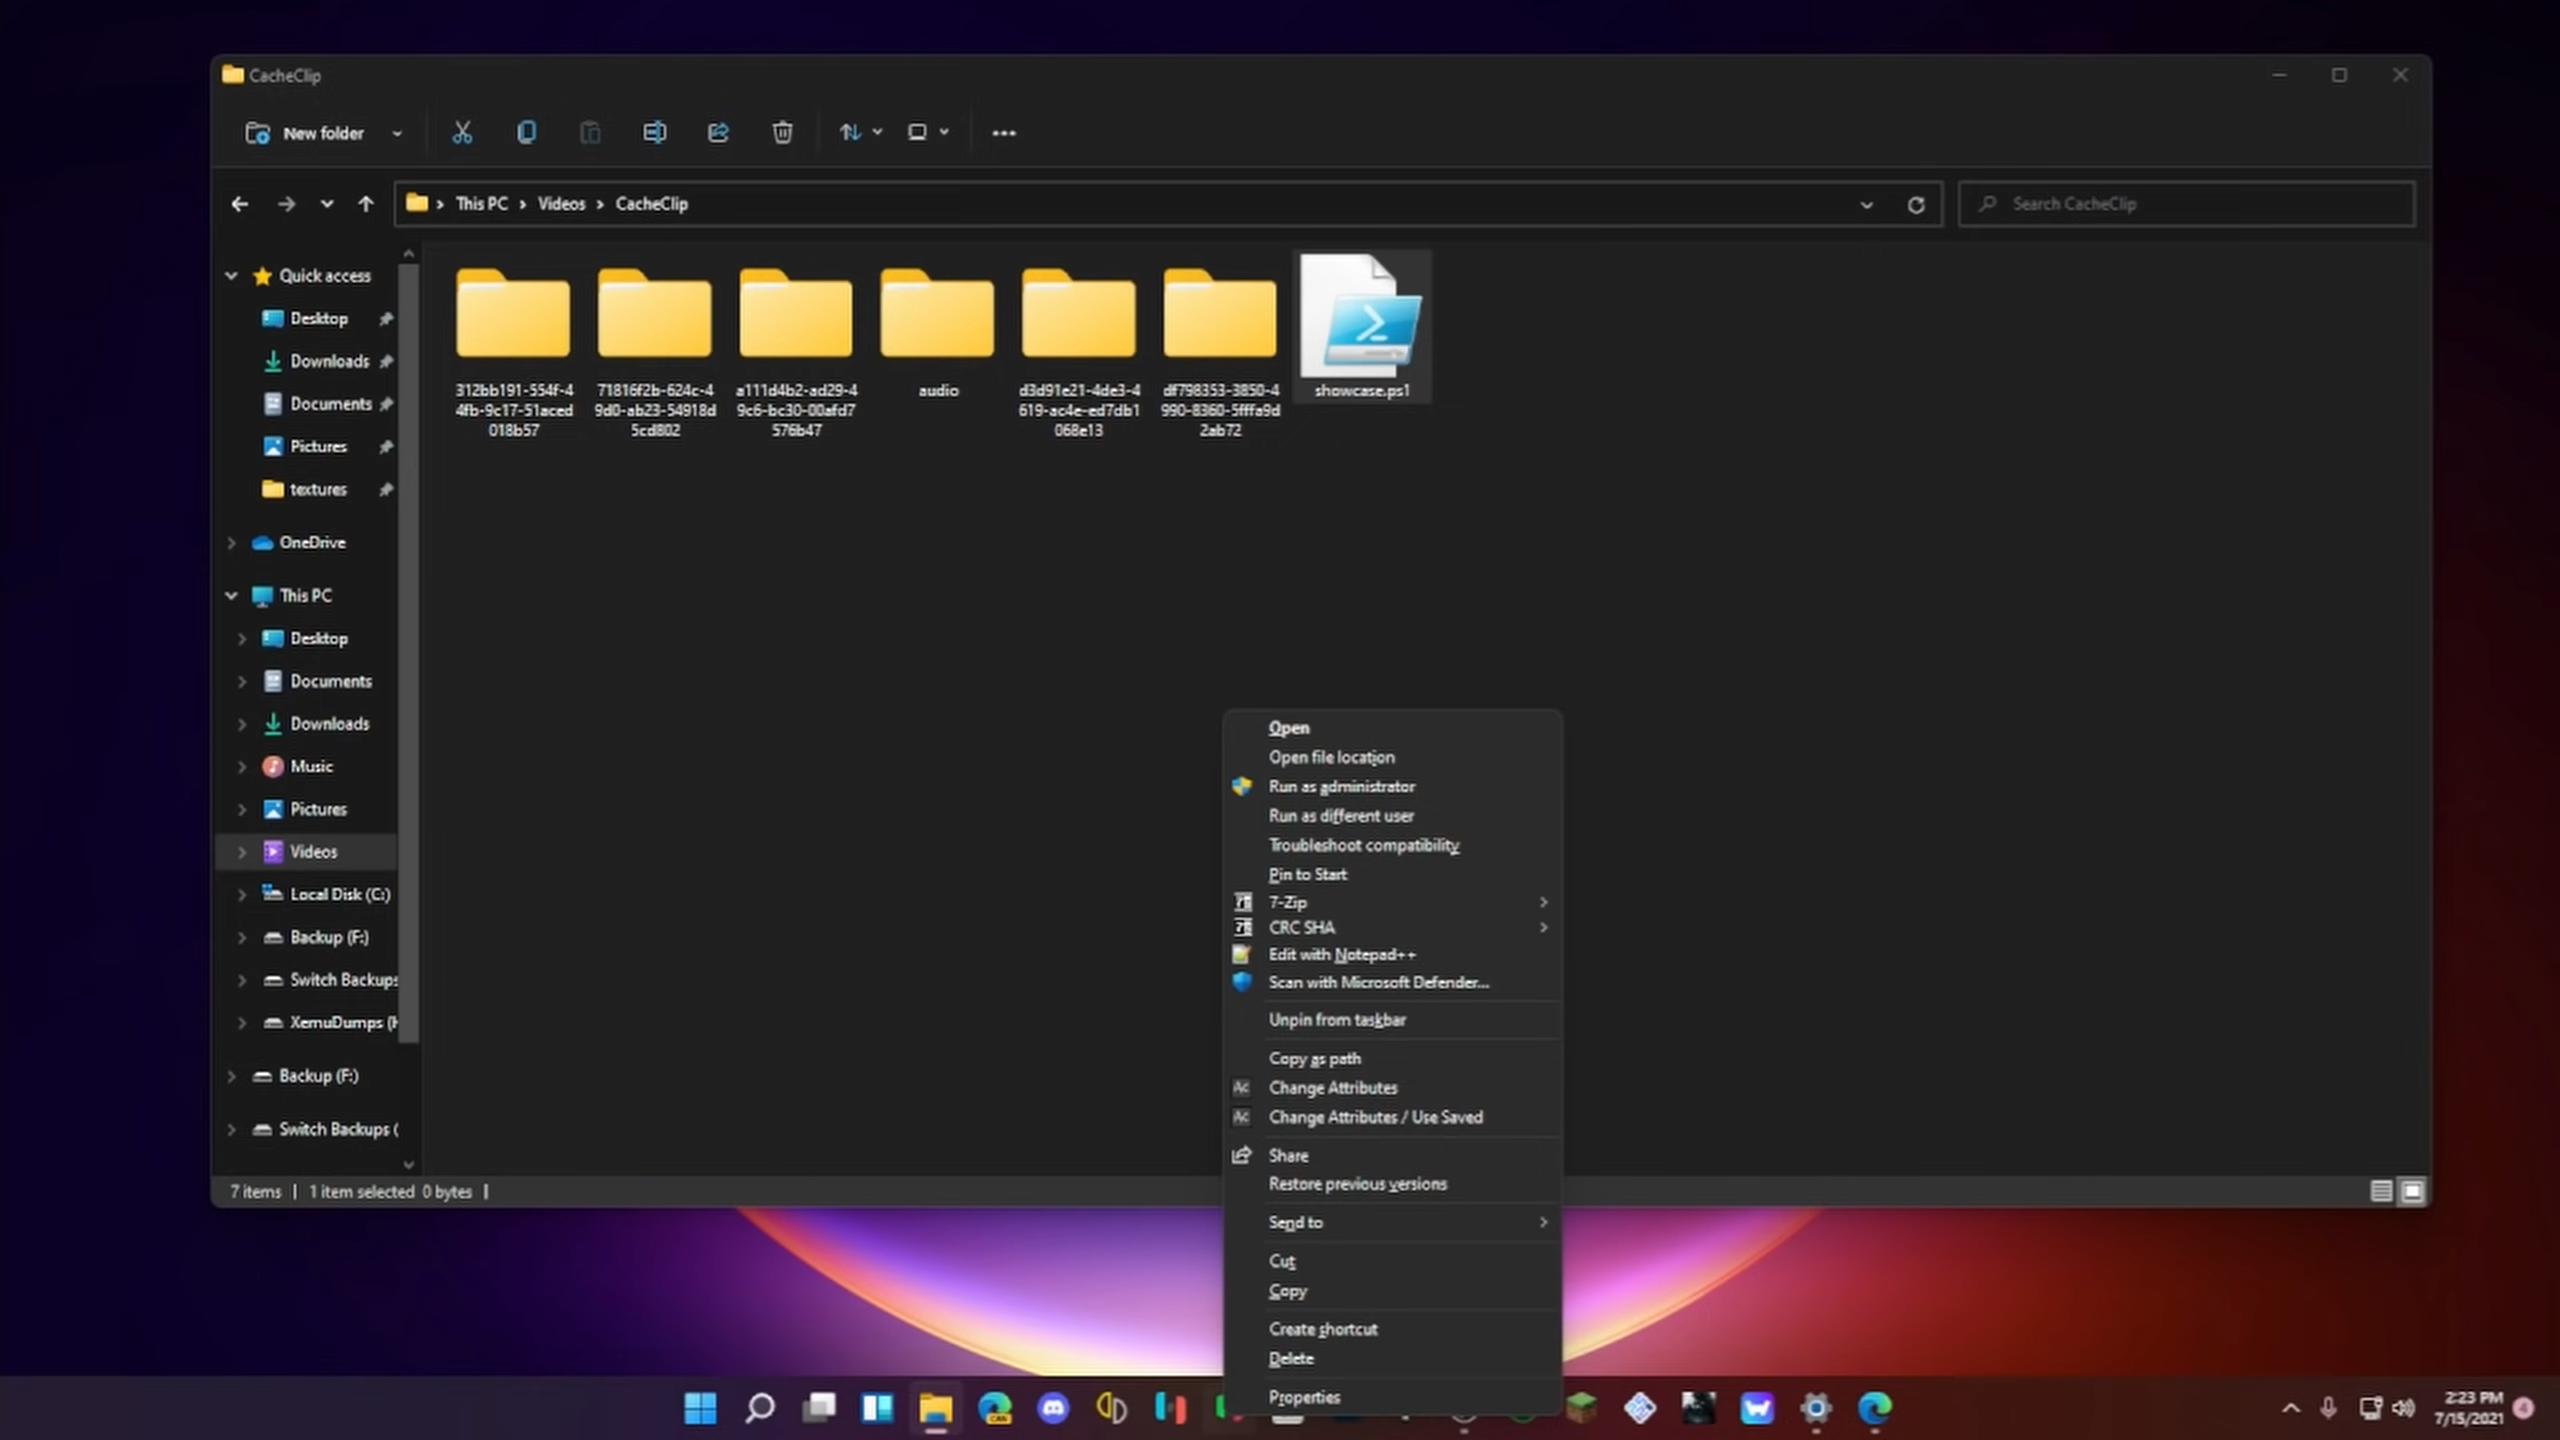 CacheClip
New folder
This PC
Videos
CacheClip
Search CacheClip
Quick access
Desktop
Downloads
Documents
Pictures
textures
OneDrive
This PC
Desktop
Documents
Downloads
Music
Pictures
Videos
Local Disk (C:)
Backup (F:)
Switch Backups
XemuDumps (
Backup (F:)
Switch Backups (
312bb191-554f-4
4fb-9c17-51aced
018b57
71816f2b-624c-4
9d0-ab23-54918d
5cd802
a111d4b2-ad29-4
9c6-bc30-00afd7
576b47
audio
d3d91e21-4de3-4
619-ac4e-ed7db1
068e13
df798353-3850-4
990-8360-5fffa9d
2ab72
showcase.ps1
Open
Open file location
Run as administrator
Run as different user
Troubleshoot compatibility
Pin to Start
7-Zip
CRC SHA
Edit with Notepad++
Scan with Microsoft Defender...
Unpin from taskbar
Copy as path
Change Attributes
Change Attributes / Use Saved
Share
Restore previous versions
Send to
Cut
Copy
Create shortcut
Delete
Properties
7 items
1 item selected 0 bytes
CAN
2:23 PM
7/15/2021
4